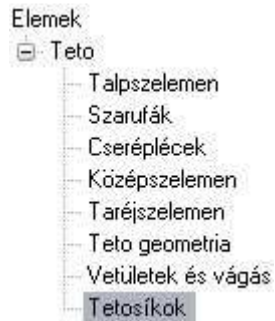 Elemek
Teto
Talpszelemen
Szarufák
Cseréplécek
Középszelemen
Taréjszelemen
Teto geometria
Vetületek és vágás
Tetosíkok